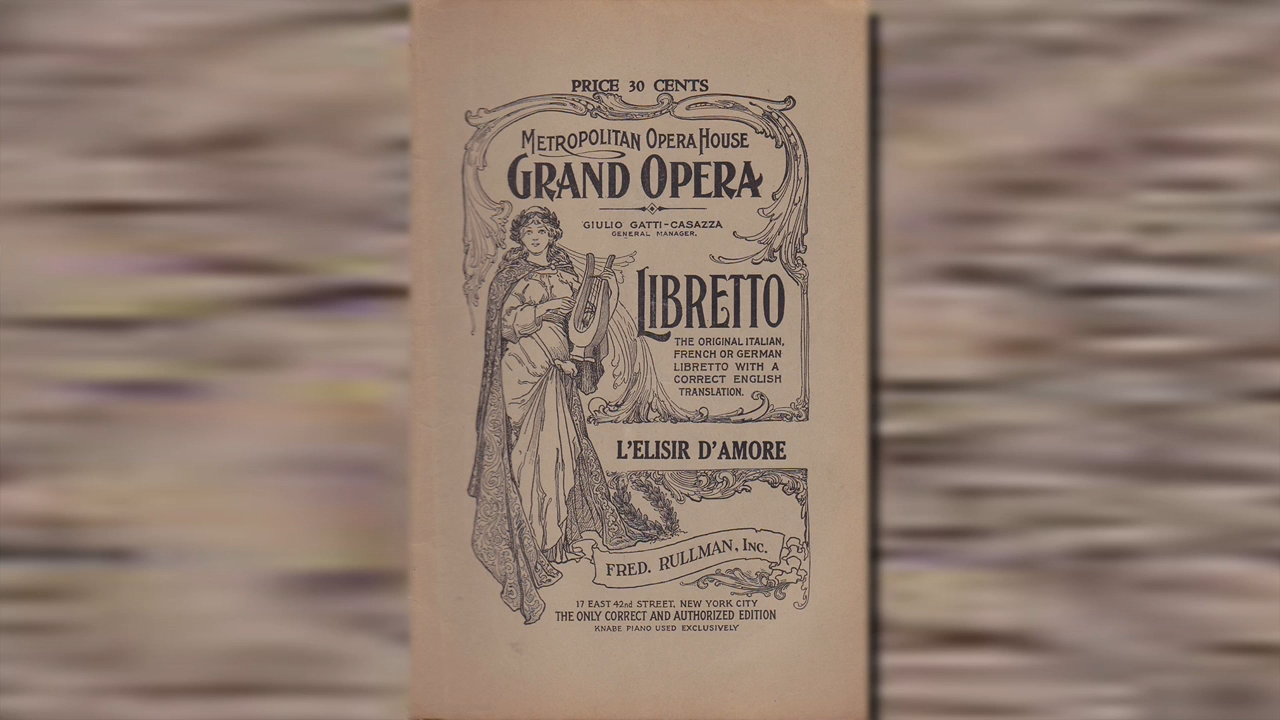 PRICE 30 CENTS
METROPOLITAN OPERA HOUSE
GRAND OPERA
GIULIO GATTI-CASAZZA
GENERAL MANAGER.
LIBRETTO
THE ORIGINAL ITALIAN,
FRENCH OR GERMAN
LIBRETTO WITH A
CORRECT ENGLISH
TRANSLATION.
L'ELISIR D'AMORE
FRED. RULLMAN, INC.
17 EAST 42nd STREET, NEW YORK CITY
THE ONLY CORRECT AND AUTHORIZED EDITION
KNABE PIANO USED EXCLUSIVELY